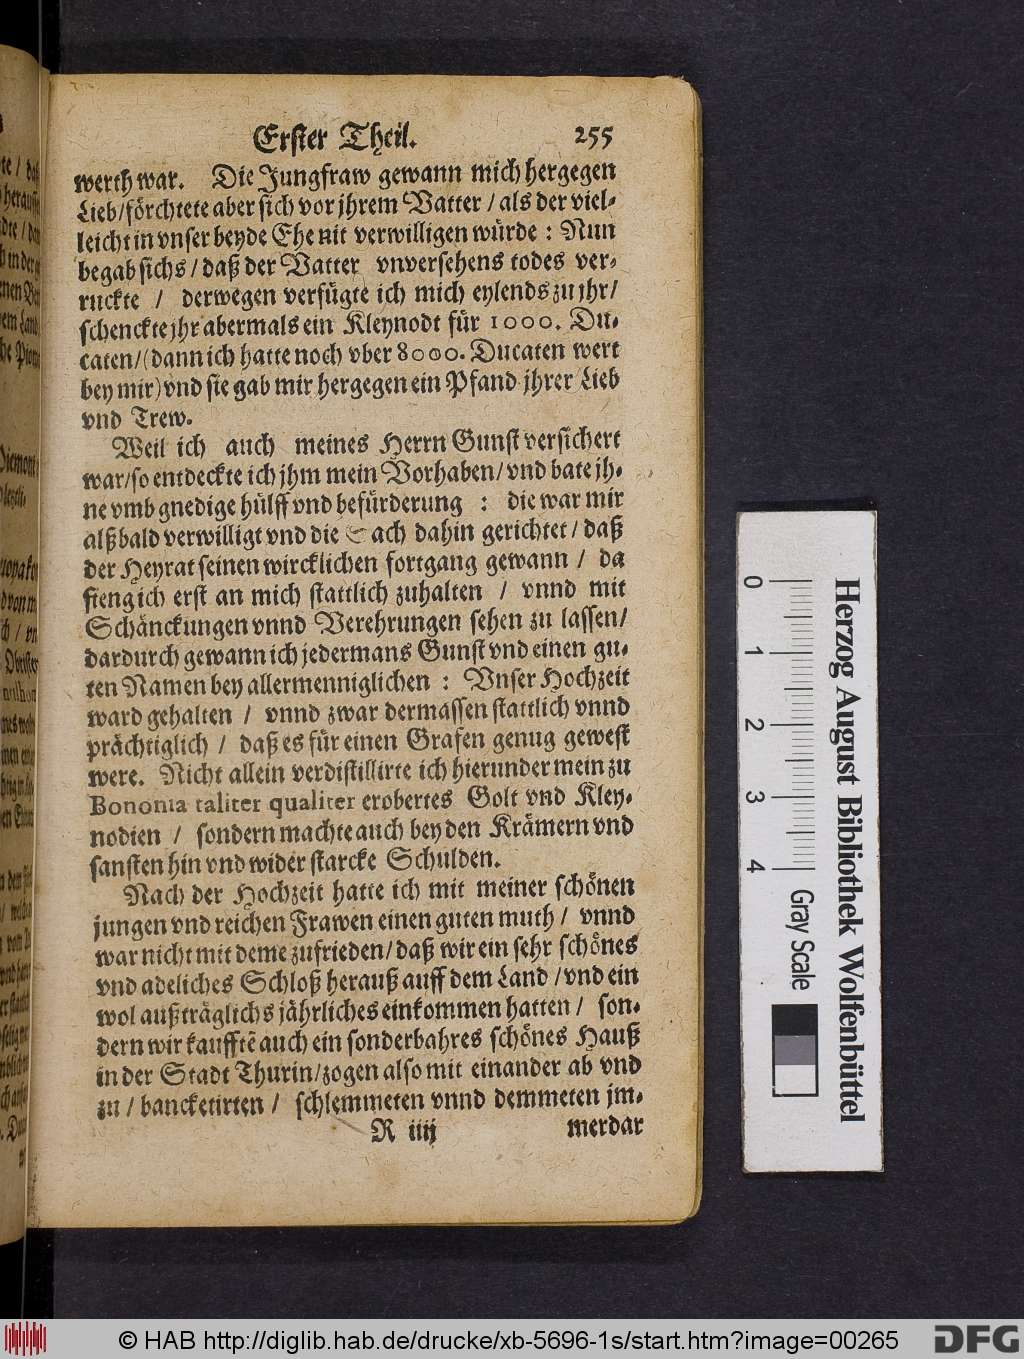 Erster Theil. 255
werth war. Die Jungfraw gewann mich hergegen
Lieb/förchtete aber sich vor jhrem Vatter / als der viel-
leicht in vnser beyde Ehe nit verwilligen würde : Nun
begab sichs / daß der Vatter vnversehens todes ver-
ruckte / derwegen verfügte ich mich eylends zu jhr/
schenckte jhr abermals ein Kleynodt für 1000. Du-
caten/(dann ich hatte noch vber 8000. Ducaten wert
bey mir) vnd sie gab mir hergegen ein Pfand jhrer Lieb
vnd Trew.
Weil ich auch meines Herrn Gunst versichert
war/so entdeckte ich jhm mein Vorhaben/ vnd bate jh-
ne vmb gnedige hülff vnd befürderung : die war mir
alßbald verwilligt vnd die Sach dahin gerichtet / daß
der Heyrat seinen wircklichen fortgang gewann / da
fieng ich erst an mich stattlich zuhalten / vnnd mit
Schänckungen vnnd Verehrungen sehen zu lassen/
dardurch gewann ich jedermans Gunst vnd einen gu-
ten Namen bey allermenniglichen : Vnser Hochzeit
ward gehalten / vnnd zwar dermassen stattlich vnnd
prächtiglich / daß es für einen Grafen genug gewest
were. Nicht allein verdistillirte ich hierunder mein zu
Bononia taliter qualiter erobertes Golt vnd Kley-
nodien / sondern machte auch bey den Krämern vnd
sansten hin vnd wider starcke Schulden.
Nach der Hochzeit hatte ich mit meiner schönen
jungen vnd reichen Frawen einen guten muth / vnnd
war nicht mit deme zufrieden/ daß wir ein sehr schönes
vnd adeliches Schloß herauß auff dem Land / vnd ein
wol außträglichs jährliches einkommen hatten / son-
dern wir kaufftē auch ein sonderbahres schönes Hauß
in der Stadt Thurin/zogen also mit einander ab vnd
zu / bancketirten / schlemmeten vnnd demmeten jm-
R iiij merdar
0 1 2 3 4 Gray Scale
Herzog August Bibliothek Wolfenbüttel
© HAB http://diglib.hab.de/drucke/xb-5696-1s/start.htm?image=00265
DFG